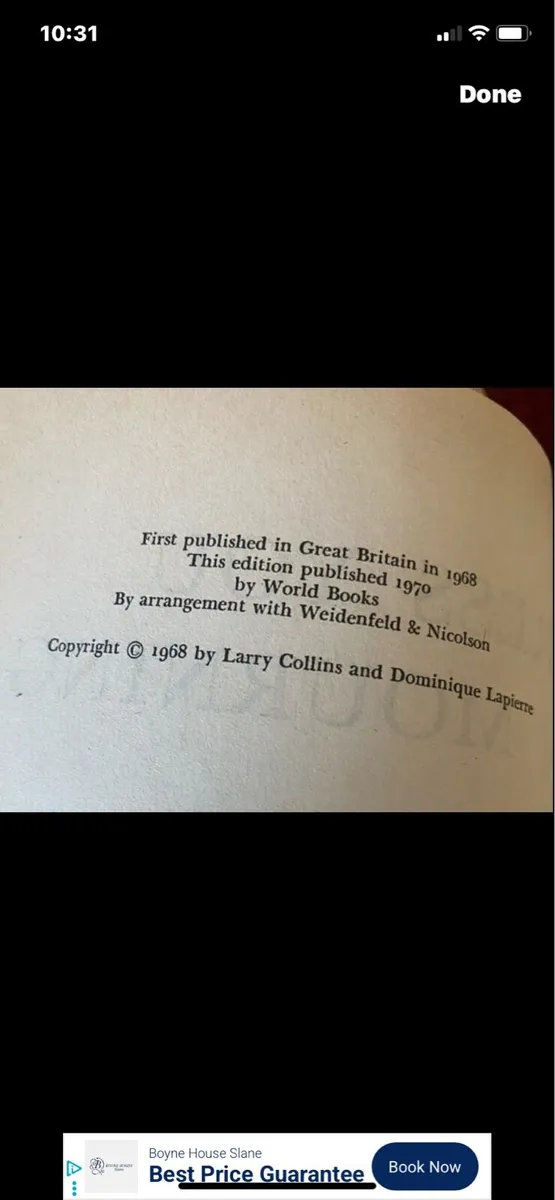 10:31
Done
First published in Great Britain in 1968
This edition published 1970
by World Books
By arrangement with Weidenfeld & Nicolson
Copyright © 1968 by Larry Collins and Dominique Lapierre
Boyne House Slane
Best Price Guarantee
Book Now